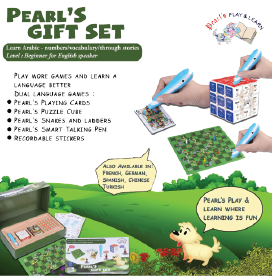 Pearl's
Gift Set
Pearl's Play & Learn
Learn Arabic - numbers/vocabulary/through stories
Level : Beginner for English speaker
Play more games and learn a
language better
Dual language games :
• Pearl's Playing Cards
• Pearl's Puzzle Cube
• Pearl's Snakes and Ladders
• Pearl's Smart Talking Pen
• Recordable stickers
Also Available in
French, German,
Spanish, Chinese
Turkish
Pearl's Play &
Learn where
learning is fun